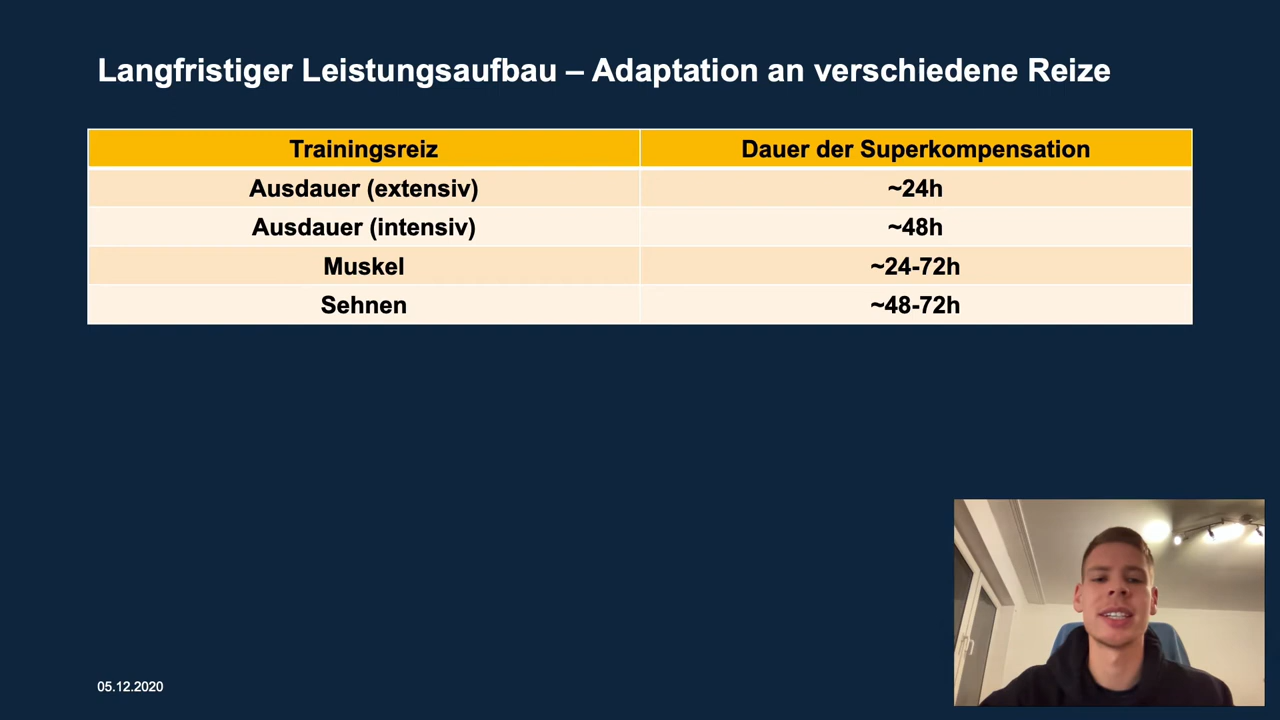 Langfristiger Leistungsaufbau – Adaptation an verschiedene Reize
Trainingsreiz Dauer der Superkompensation
Ausdauer (extensiv) ~24h
Ausdauer (intensiv) ~48h
Muskel ~24-72h
Sehnen ~48-72h
05.12.2020